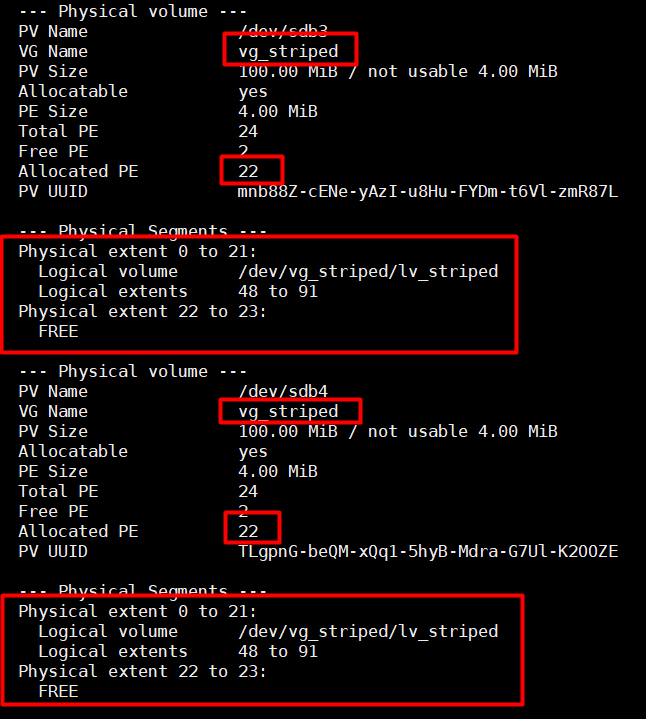 --- Physical volume ---
PV Name               /dev/sdb3
VG Name               vg_striped
PV Size               100.00 MiB / not usable 4.00 MiB
Allocatable           yes
PE Size               4.00 MiB
Total PE              24
Free PE               2
Allocated PE          22
PV UUID               mnb88Z-cENe-yAzI-u8Hu-FYDm-t6Vl-zmR87L
--- Physical Segments ---
Physical extent 0 to 21:
  Logical volume      /dev/vg_striped/lv_striped
  Logical extents     48 to 91
Physical extent 22 to 23:
  FREE
--- Physical volume ---
PV Name               /dev/sdb4
VG Name               vg_striped
PV Size               100.00 MiB / not usable 4.00 MiB
Allocatable           yes
PE Size               4.00 MiB
Total PE              24
Free PE               2
Allocated PE          22
PV UUID               TLgpnG-beQM-xQq1-5hyB-Mdra-G7Ul-K2OOZE
--- Physical Segments ---
Physical extent 0 to 21:
  Logical volume      /dev/vg_striped/lv_striped
  Logical extents     48 to 91
Physical extent 22 to 23:
  FREE